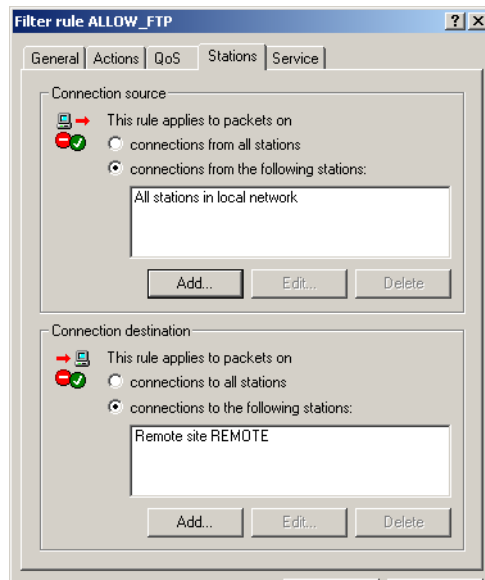 Filter rule ALLOW_FTP
General Actions QoS Stations Service
Connection source
This rule applies to packets on
connections from all stations
connections from the following stations:
All stations in local network
Add... Edit... Delete
Connection destination
This rule applies to packets on
connections to all stations
connections to the following stations:
Remote site REMOTE
Add... Edit... Delete